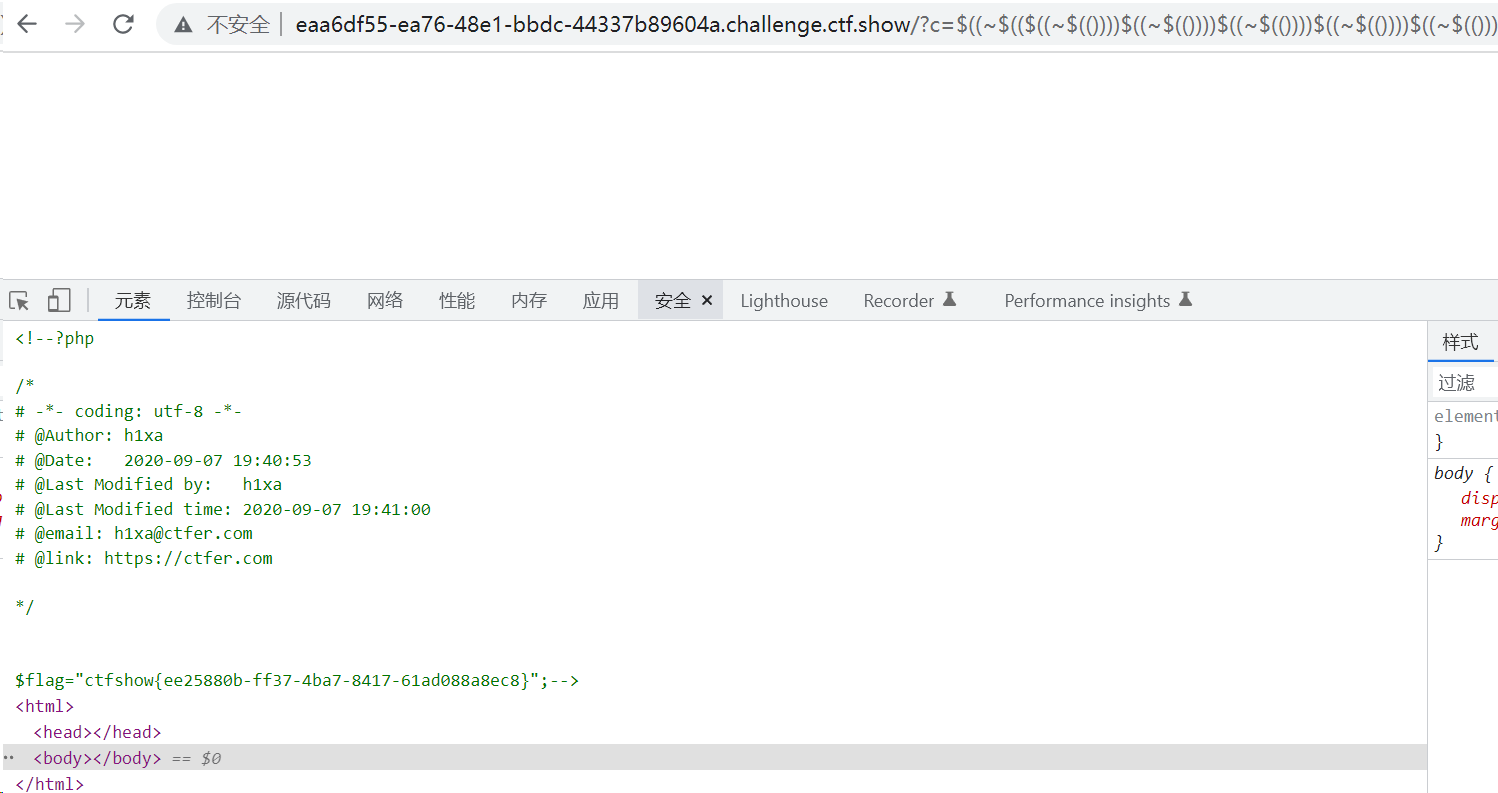 不安全 | eaa6df55-ea76-48e1-bbdc-44337b89604a.challenge.ctf.show/?c=$((~$(($((~$(())))$((~$(())))$((~$(())))$((~$(())))$((~$(()))
元素 控制台 源代码 网络 性能 内存 应用 安全 × Lighthouse Recorder Performance insights
<!--?php
样式
/*
过滤
# -*- coding: utf-8 -*-
element
# @Author: h1xa
}
# @Date:   2020-09-07 19:40:53
body {
# @Last Modified by:   h1xa
disp
# @Last Modified time: 2020-09-07 19:41:00
marg
# @email: h1xa@ctfer.com
}
# @link: https://ctfer.com
*/
$flag="ctfshow{ee25880b-ff37-4ba7-8417-61ad088a8ec8}";-->
<html>
<head></head>
<body></body> == $0
</html>